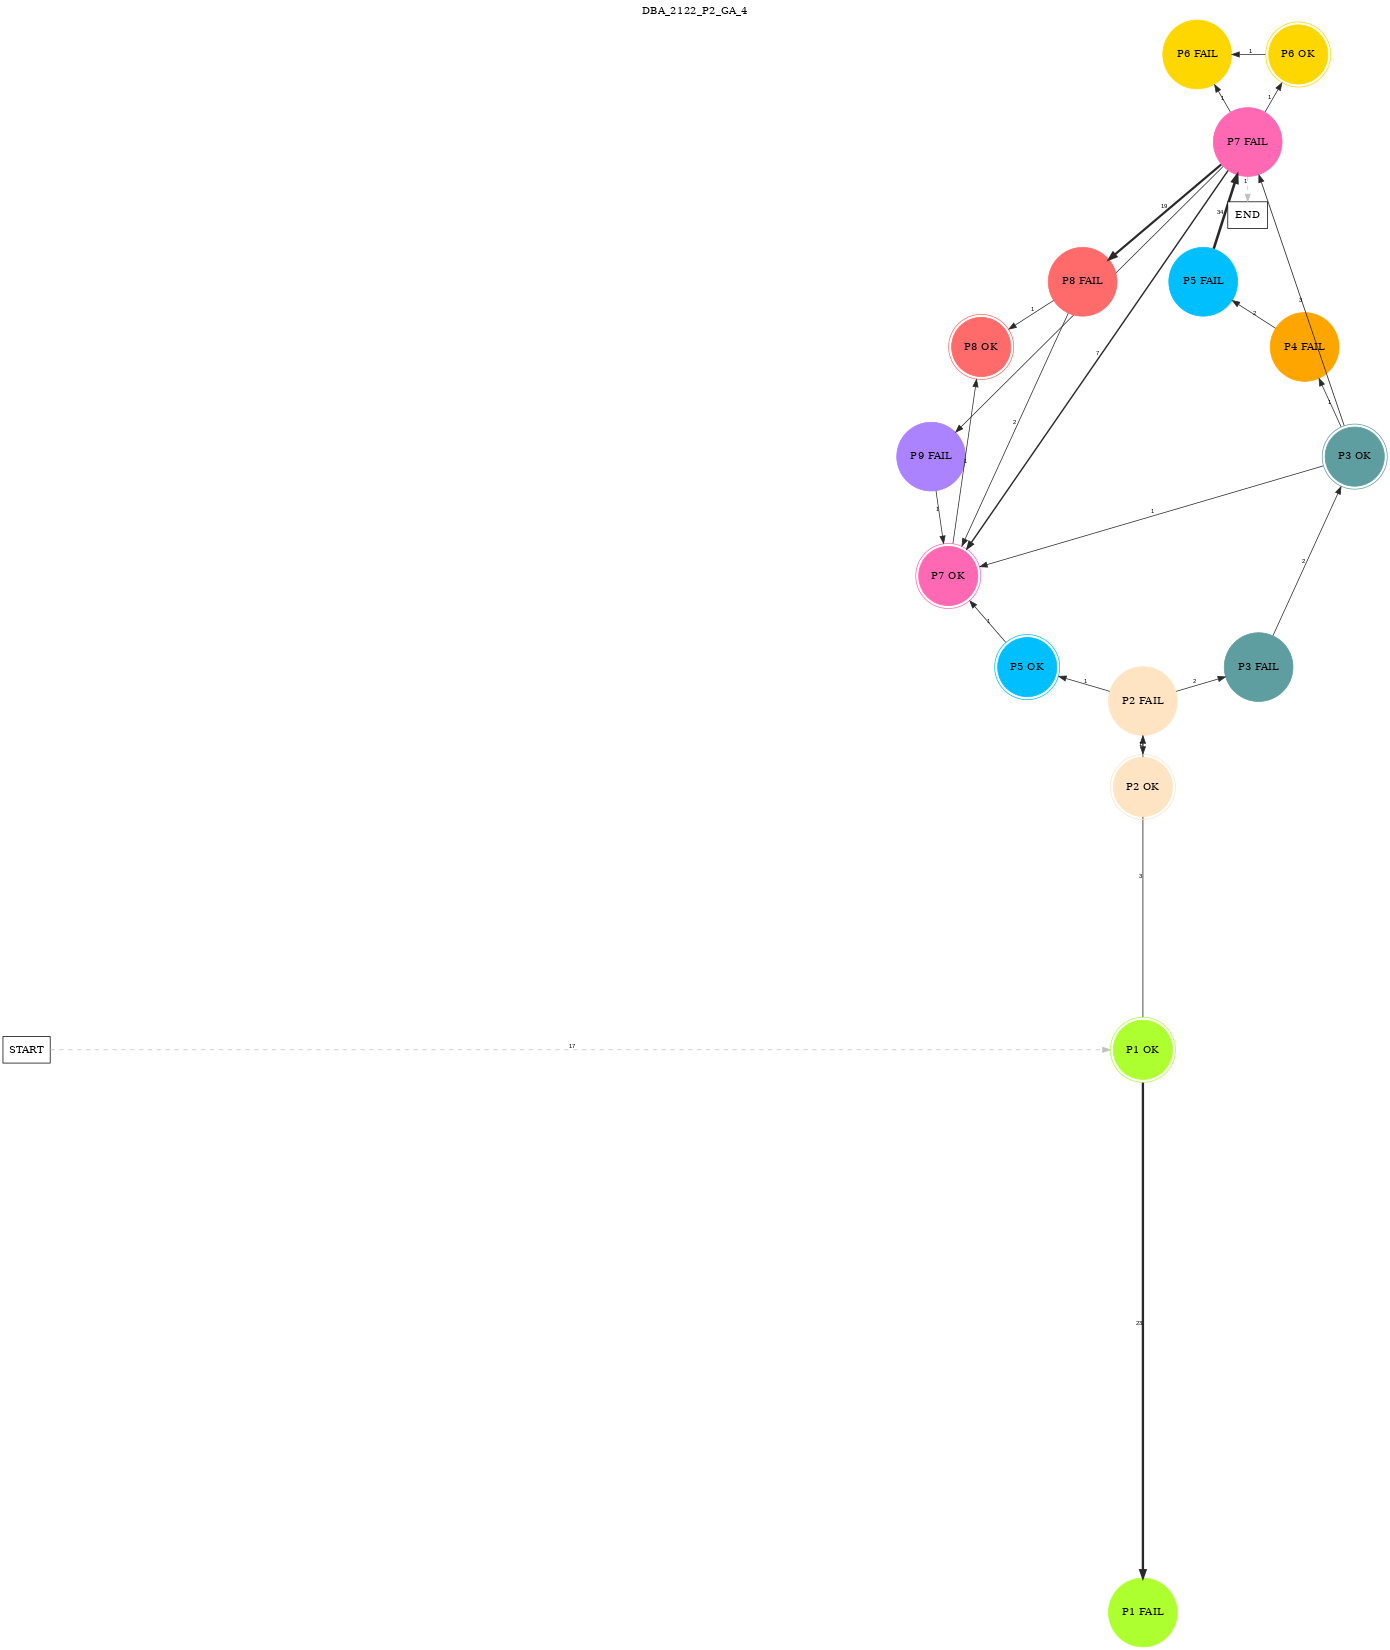 DBA_2122_P2_GA_4
P6 FAIL
1
P6 OK
1
1
P7 FAIL
1
19
34
END
P8 FAIL
P5 FAIL
3
1
2
P8 OK
7
P4 FAIL
1
2
P9 FAIL
1
P3 OK
1
1
P7 OK
2
1
P5 OK
1
2
P3 FAIL
P2 FAIL
P2 OK
3
START
17
P1 OK
23
P1 FAIL